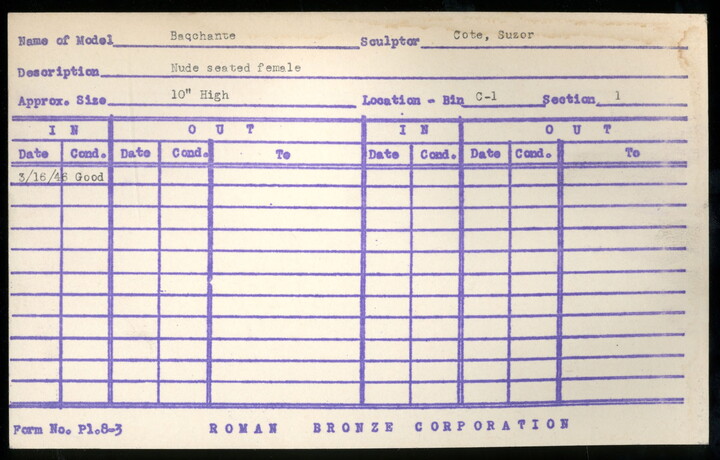 Name of Model Baqchante Sculptor Cote, Suzor
Description Nude seated female
Approx. Size 10" High Location - Bin C-1 Section 1
IN OUT IN OUT
Date Cond. Date Cond. To Date Cond. Date Cond. To
3/16/46 Good
Form No. Pl.8-3 ROMAN BRONZE CORPORATION